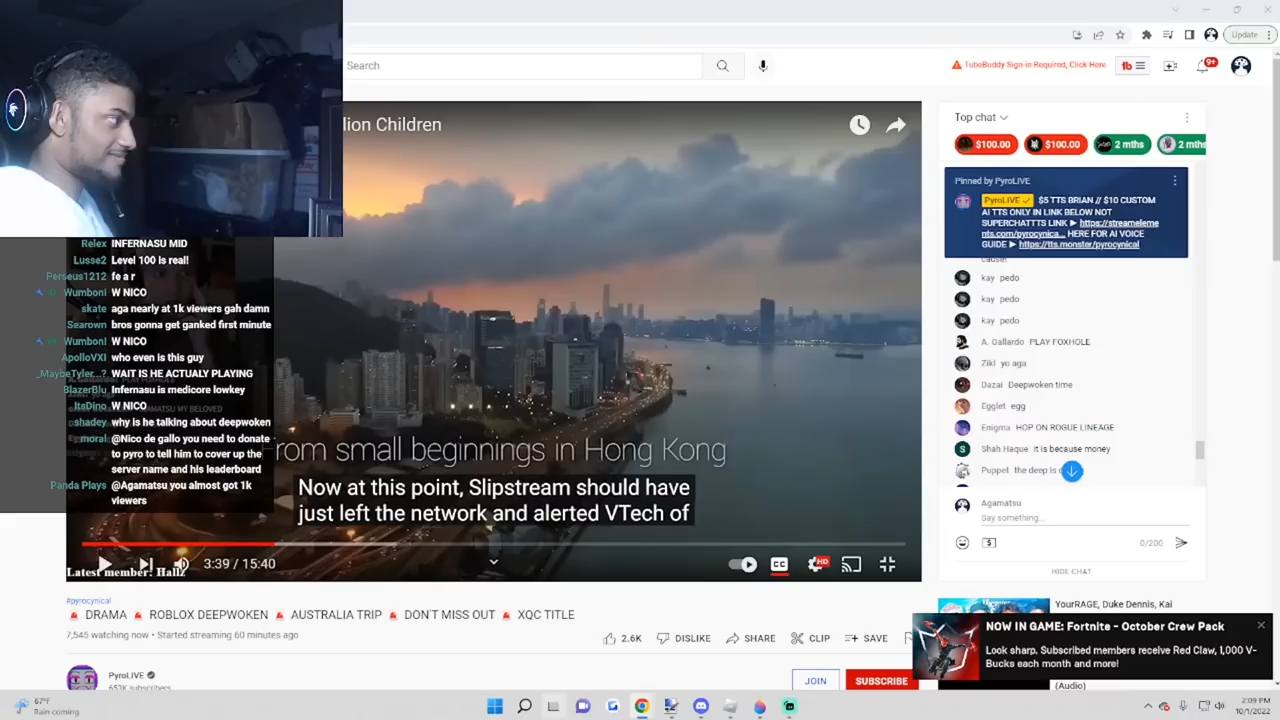 Update
Search
TubeBuddy Sign-in Required, Click Here
9+
lion Children
Top chat
$100.00
$100.00
2 mths
2 mths
Pinned by PyroLIVE
PyroLIVE $5 TTS BRIAN // $10 CUSTOM
AI TTS ONLY IN LINK BELOW NOT
SUPERCHATTTS LINK ► https://streameleme
nts.com/pyrocynica... HERE FOR AI VOICE
GUIDE ► https://tts.monster/pyrocynical
cause!
kay pedo
kay pedo
kay pedo
A. Gallardo PLAY FOXHOLE
Zikl yo aga
Dazai Deepwoken time
Egglet egg
Enigma HOP ON ROGUE LINEAGE
Shah Haque it is because money
Puppet the deep is
Agamatsu
Say something...
0/200
HIDE CHAT
Relex INFERNASU MID
Lusse2 Level 100 is real!
Perseus1212 fe a r
Wumboni W NICO
skate aga nearly at 1k viewers gah damn
Searown bros gonna get ganked first minute
Wumboni W NICO
ApolloVXI who even is this guy
_MaybeTyler...? WAIT IS HE ACTUALY PLAYING
BlazerBlu Infernasu is medicore lowkey
ItsDino W NICO
shadey why is he talking about deepwoken
moral @Nico de gallo you need to donate
to pyro to tell him to cover up the
server name and his leaderboard
Panda Plays @Agamatsu you almost got 1k
viewers
From small beginnings in Hong Kong
Now at this point, Slipstream should have
just left the network and alerted VTech of
3:39 / 15:40
CC
HD
Latest member! Hallz
#pyrocynical
DRAMA ROBLOX DEEPWOKEN AUSTRALIA TRIP DON'T MISS OUT XQC TITLE
7,545 watching now • Started streaming 60 minutes ago
2.6K DISLIKE SHARE CLIP SAVE
PyroLIVE
653K subscribers
JOIN
SUBSCRIBE
YourRAGE, Duke Dennis, Kai
NOW IN GAME: Fortnite - October Crew Pack
Look sharp. Subscribed members receive Red Claw, 1,000 V-
Bucks each month and more!
(Audio)
67°F
Rain coming
2:09 PM
10/1/2022